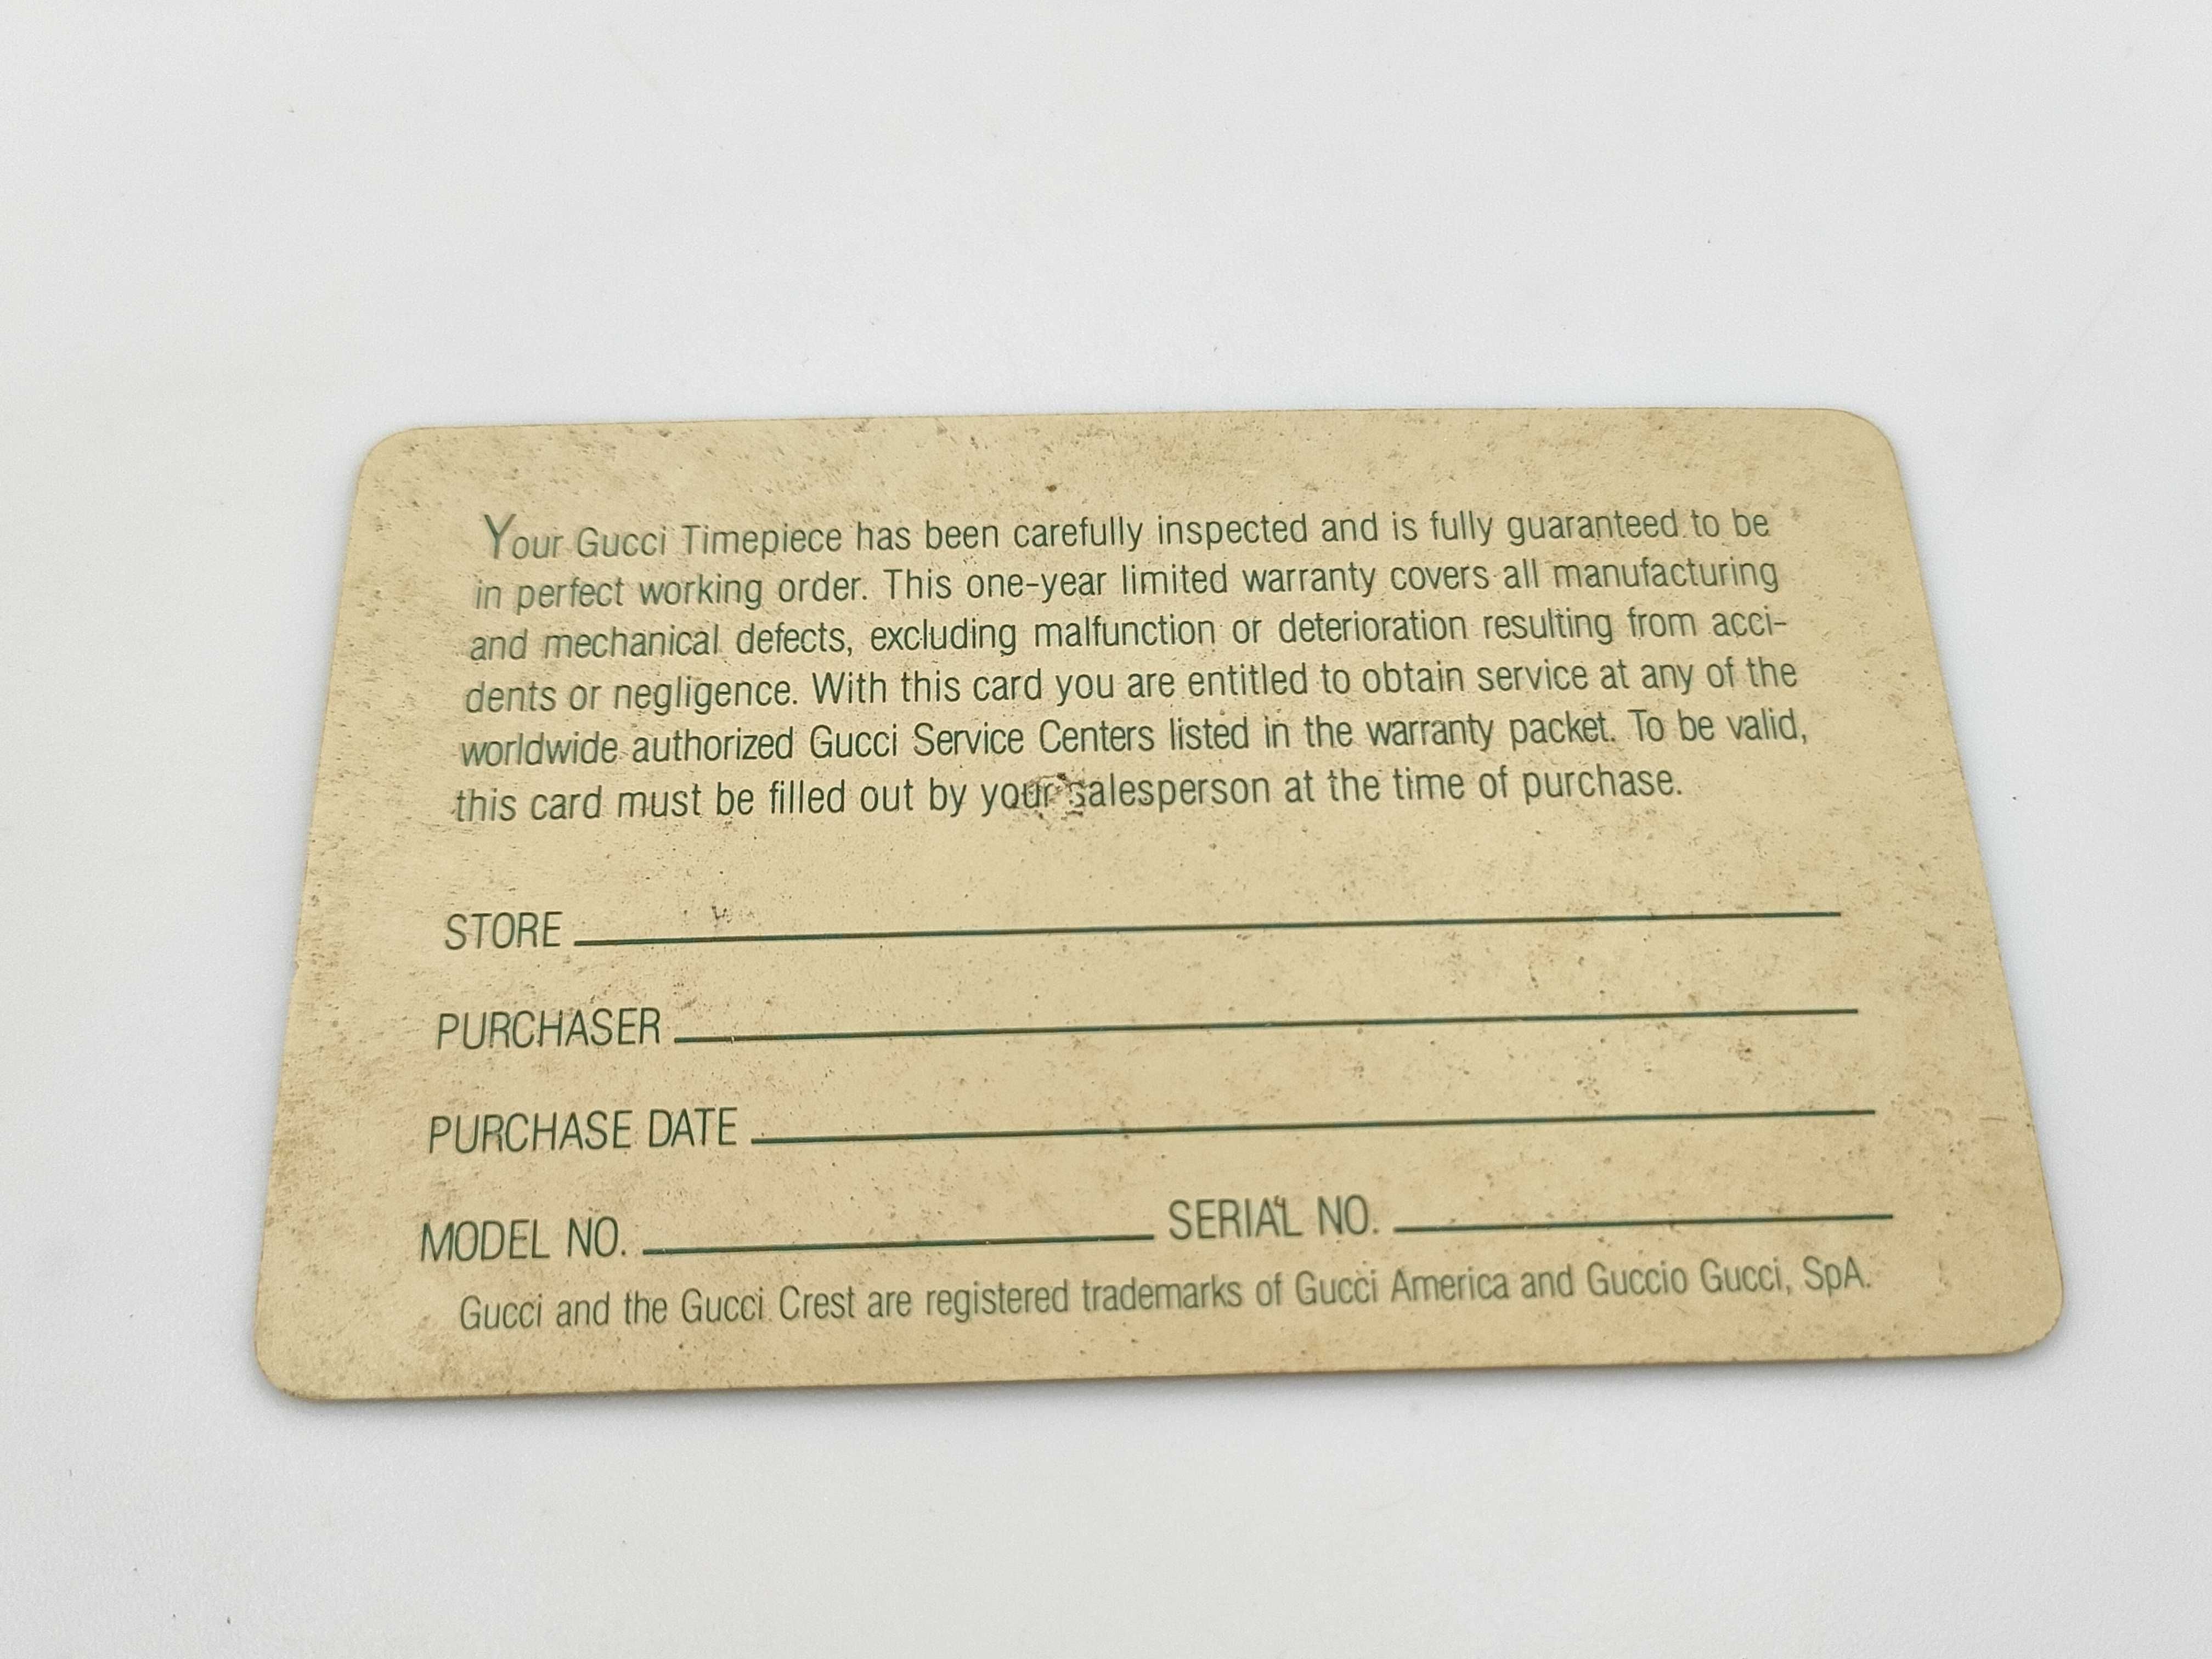 Your Gucci Timepiece has been carefully inspected and is fully guaranteed to be
in perfect working order. This one-year limited warranty covers all manufacturing
and mechanical defects, excluding malfunction or deterioration resulting from acci-
dents or negligence. With this card you are entitled to obtain service at any of the
worldwide authorized Gucci Service Centers listed in the warranty packet. To be valid,
this card must be filled out by your salesperson at the time of purchase.
STORE
PURCHASER
PURCHASE DATE
MODEL NO. SERIAL NO.
Gucci and the Gucci Crest are registered trademarks of Gucci America and Guccio Gucci, SpA.